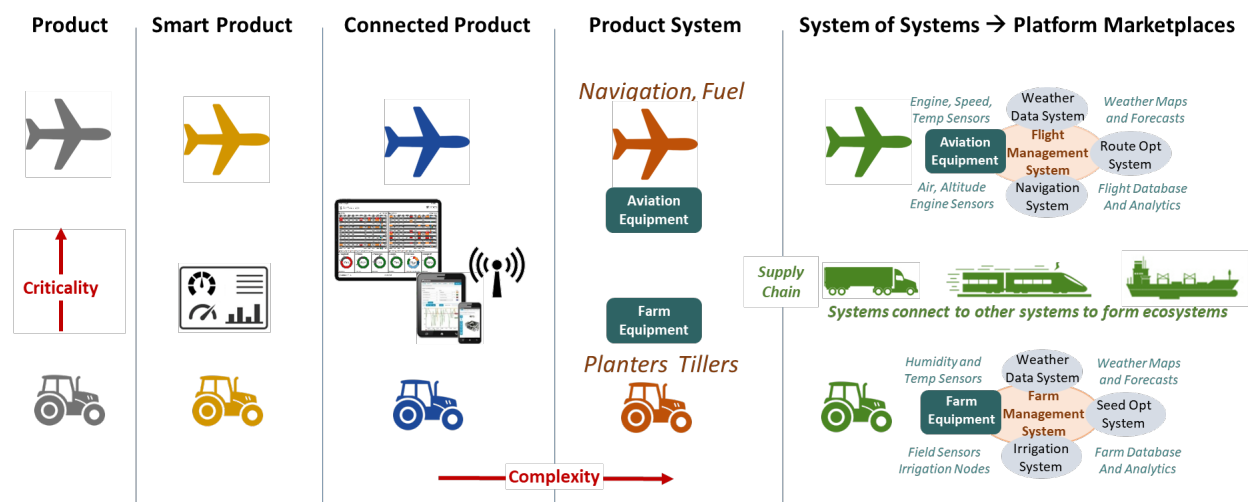 Product
Smart Product
Connected Product
Product System
System of Systems → Platform Marketplaces
Criticality
Navigation, Fuel
Aviation
Equipment
Farm
Equipment
Planters Tillers
Complexity
Engine, Speed,
Temp Sensors
Weather
Data System
Weather Maps
and Forecasts
Aviation
Equipment
Flight
Management
System
Route Opt
System
Air, Altitude
Engine Sensors
Navigation
System
Flight Database
And Analytics
Supply
Chain
Systems connect to other systems to form ecosystems
Humidity and
Temp Sensors
Weather
Data System
Weather Maps
and Forecasts
Farm
Equipment
Farm
Management
System
Seed Opt
System
Field Sensors
Irrigation Nodes
Irrigation
System
Farm Database
And Analytics